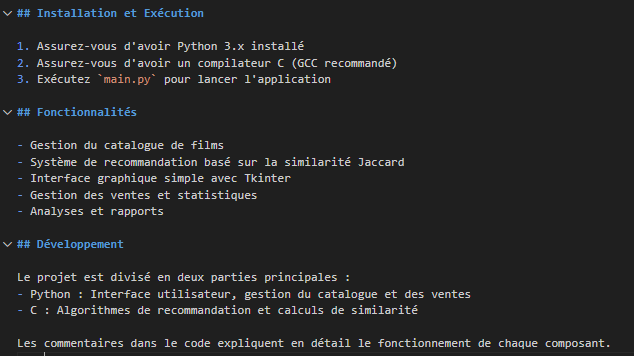 ## Installation et Exécution
1. Assurez-vous d'avoir Python 3.x installé
2. Assurez-vous d'avoir un compilateur C (GCC recommandé)
3. Exécutez `main.py` pour lancer l'application
## Fonctionnalités
- Gestion du catalogue de films
- Système de recommandation basé sur la similarité Jaccard
- Interface graphique simple avec Tkinter
- Gestion des ventes et statistiques
- Analyses et rapports
## Développement
Le projet est divisé en deux parties principales :
- Python : Interface utilisateur, gestion du catalogue et des ventes
- C : Algorithmes de recommandation et calculs de similarité
Les commentaires dans le code expliquent en détail le fonctionnement de chaque composant.